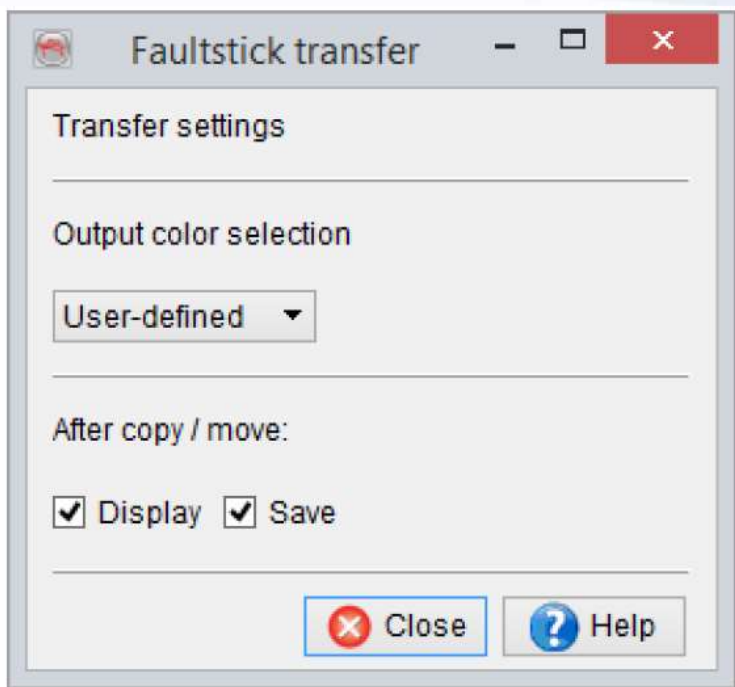 Faultstick transfer
Transfer settings
Output color selection
User-defined
After copy / move:
Display Save
Close Help